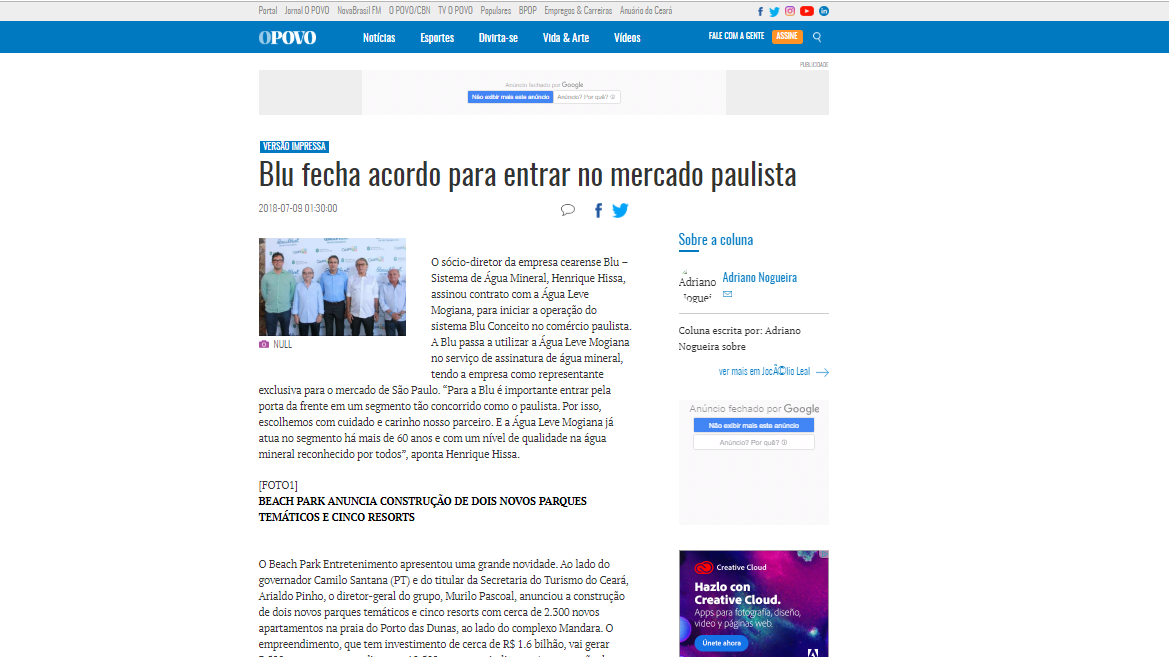 Portal Jornal O POVO NovaBrasil FM O POVO/CBN TV O POVO Populares BPOP Empregos & Carreiras Anuário do Ceará
OPOVO Notícias Esportes Divirta-se Vida & Arte Vídeos FALE COM A GENTE ASSINE
PUBLICIDADE
Anúncio fechado por Google
Não exibir mais este anúncio Anúncio? Por quê?
VERSÃO IMPRESSA
Blu fecha acordo para entrar no mercado paulista
2018-07-09 01:30:00
NULL
O sócio-diretor da empresa cearense Blu –
Sistema de Água Mineral, Henrique Hissa,
assinou contrato com a Água Leve
Mogiana, para iniciar a operação do
sistema Blu Conceito no comércio paulista.
A Blu passa a utilizar a Água Leve Mogiana
no serviço de assinatura de água mineral,
tendo a empresa como representante
exclusiva para o mercado de São Paulo. “Para a Blu é importante entrar pela
porta da frente em um segmento tão concorrido como o paulista. Por isso,
escolhemos com cuidado e carinho nosso parceiro. E a Água Leve Mogiana já
atua no segmento há mais de 60 anos e com um nível de qualidade na água
mineral reconhecido por todos”, aponta Henrique Hissa.
[FOTO1]
BEACH PARK ANUNCIA CONSTRUÇÃO DE DOIS NOVOS PARQUES
TEMÁTICOS E CINCO RESORTS
O Beach Park Entretenimento apresentou uma grande novidade. Ao lado do
governador Camilo Santana (PT) e do titular da Secretaria do Turismo do Ceará,
Arialdo Pinho, o diretor-geral do grupo, Murilo Pascoal, anunciou a construção
de dois novos parques temáticos e cinco resorts com cerca de 2.300 novos
apartamentos na praia do Porto das Dunas, ao lado do complexo Mandara. O
empreendimento, que tem investimento de cerca de R$ 1.6 bilhão, vai gerar
Sobre a coluna
Adriano
Adriano Nogueira
Coluna escrita por: Adriano
Nogueira sobre
ver mais em JocÃ©lio Leal
Anúncio fechado por Google
Não exibir mais este anúncio
Anúncio? Por quê?
Creative Cloud
Hazlo con
Creative Cloud.
Apps para fotografía, diseño,
video y páginas web.
Únete ahora